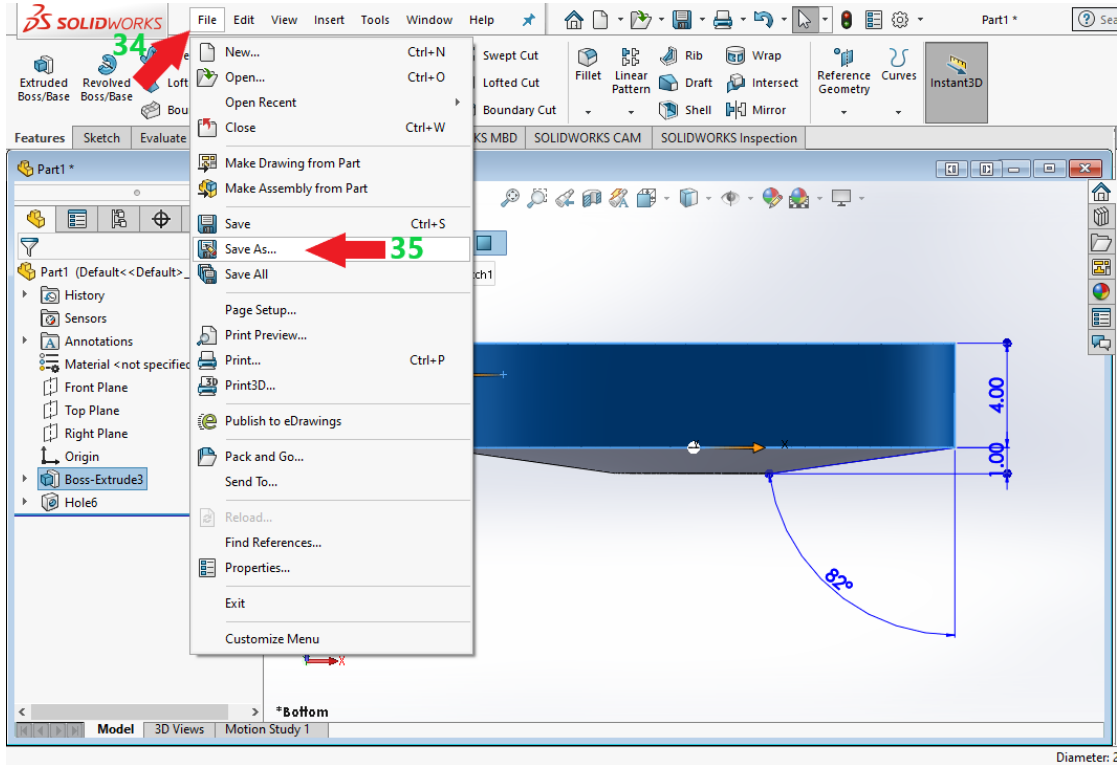 SOLIDWORKS File Edit View Insert Tools Window Help Part1 * ? Sea
34
Extruded Boss/Base
Revolved Boss/Base
Loft
Bou
Swept Cut
Lofted Cut
Boundary Cut
Fillet
Linear Pattern
Rib
Draft
Shell
Wrap
Intersect
Mirror
Reference Geometry
Curves
Instant3D
Features Sketch Evaluate KS MBD SOLIDWORKS CAM SOLIDWORKS Inspection
Part1 *
New... Ctrl+N
Open... Ctrl+O
Open Recent
Close Ctrl+W
Make Drawing from Part
Make Assembly from Part
Save Ctrl+S
Save As... 35
Save All
Page Setup...
Print Preview...
Print... Ctrl+P
Print3D...
Publish to eDrawings
Pack and Go...
Send To...
Reload...
Find References...
Properties...
Exit
Customize Menu
Part1 (Default<<Default>_
History
Sensors
Annotations
Material <not specified
Front Plane
Top Plane
Right Plane
Origin
Boss-Extrude3
Hole6
tch1
4.00
1.00
82°
X
X
*Bottom
Model 3D Views Motion Study 1
Diameter: 2